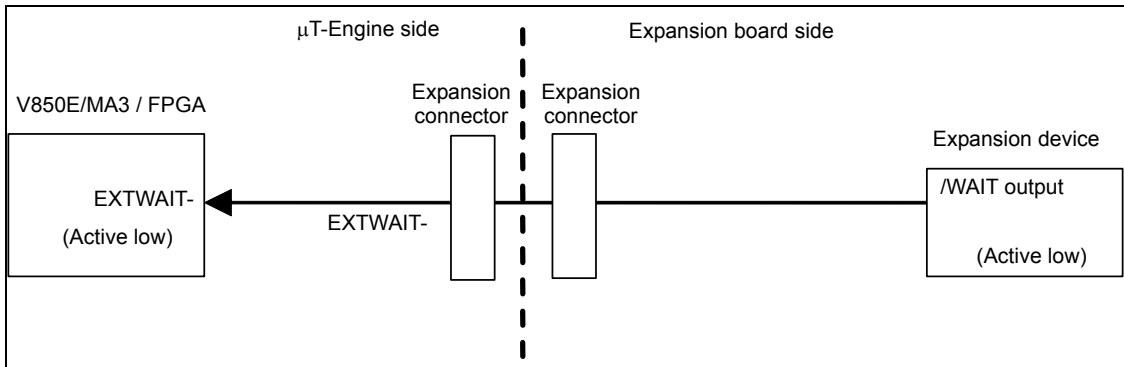 μT-Engine side
Expansion board side
V850E/MA3 / FPGA
Expansion
connector
Expansion
connector
Expansion device
EXTWAIT-
(Active low)
EXTWAIT-
/WAIT output
(Active low)